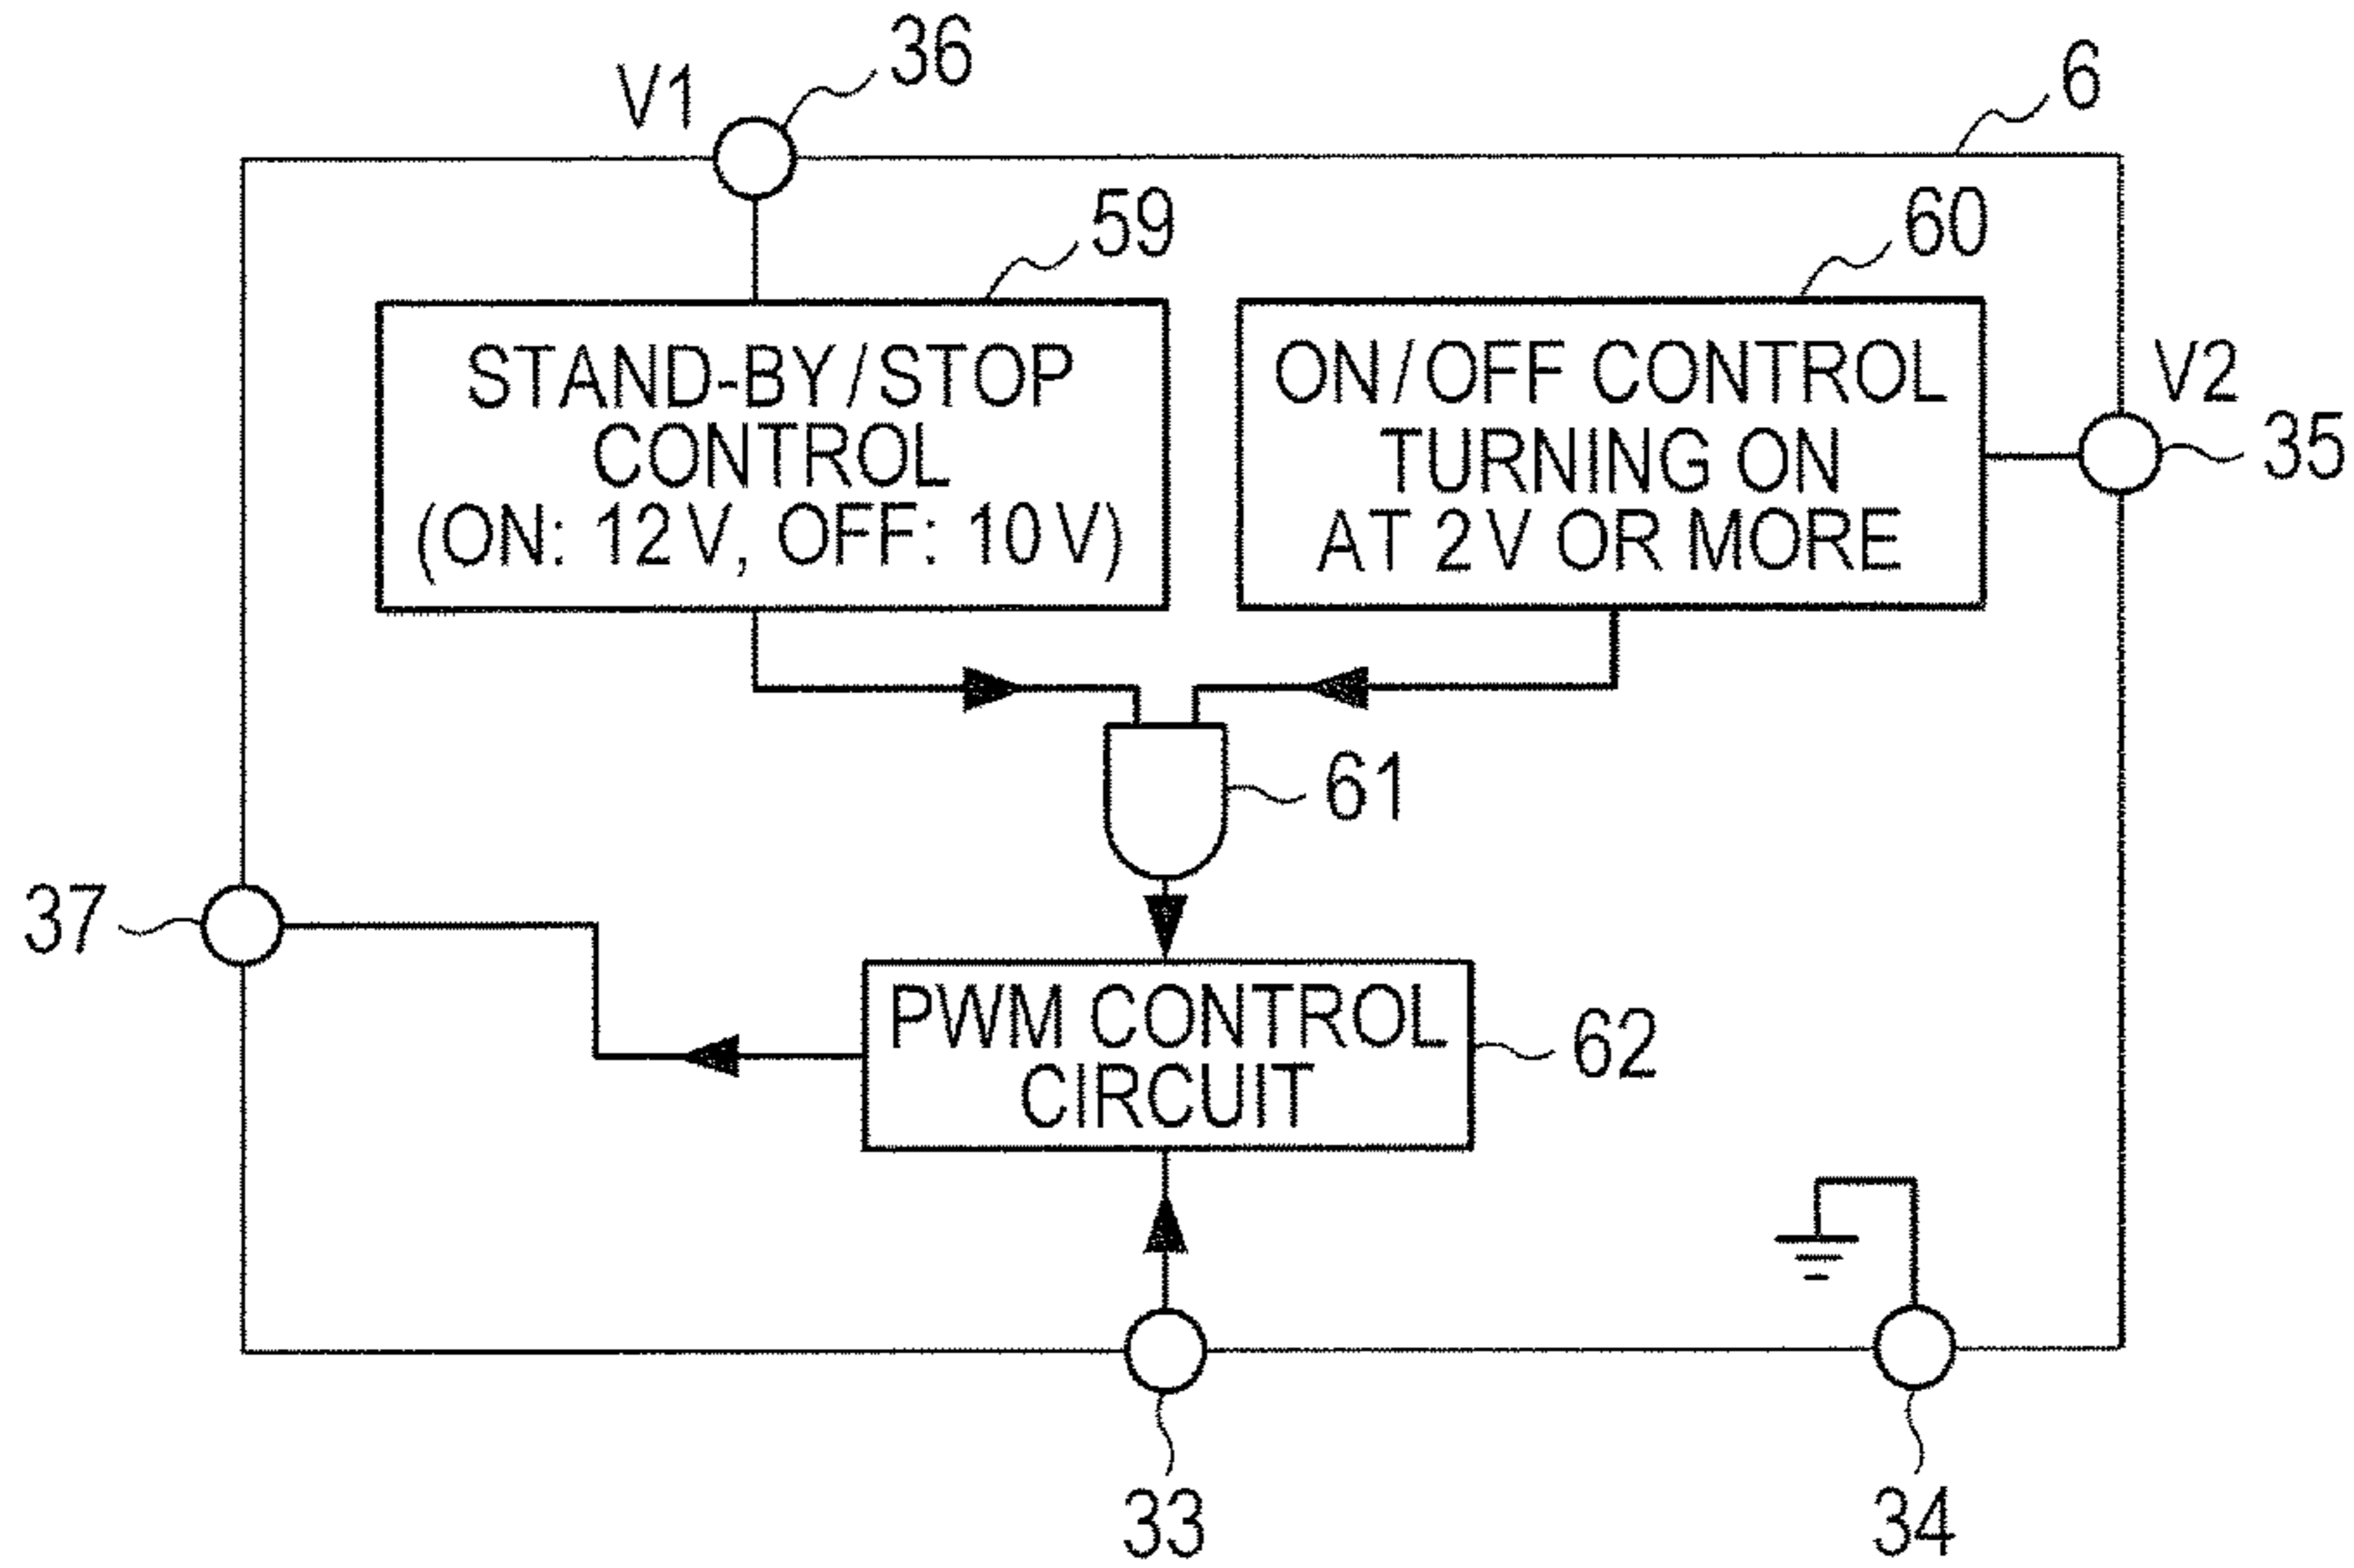 36
V1
6
59
60
STAND-BY/STOP
CONTROL
(ON: 12V, OFF: 10V)
ON/OFF CONTROL
TURNING ON
AT 2V OR MORE
V2
35
61
37
PWM CONTROL
CIRCUIT
62
33
34